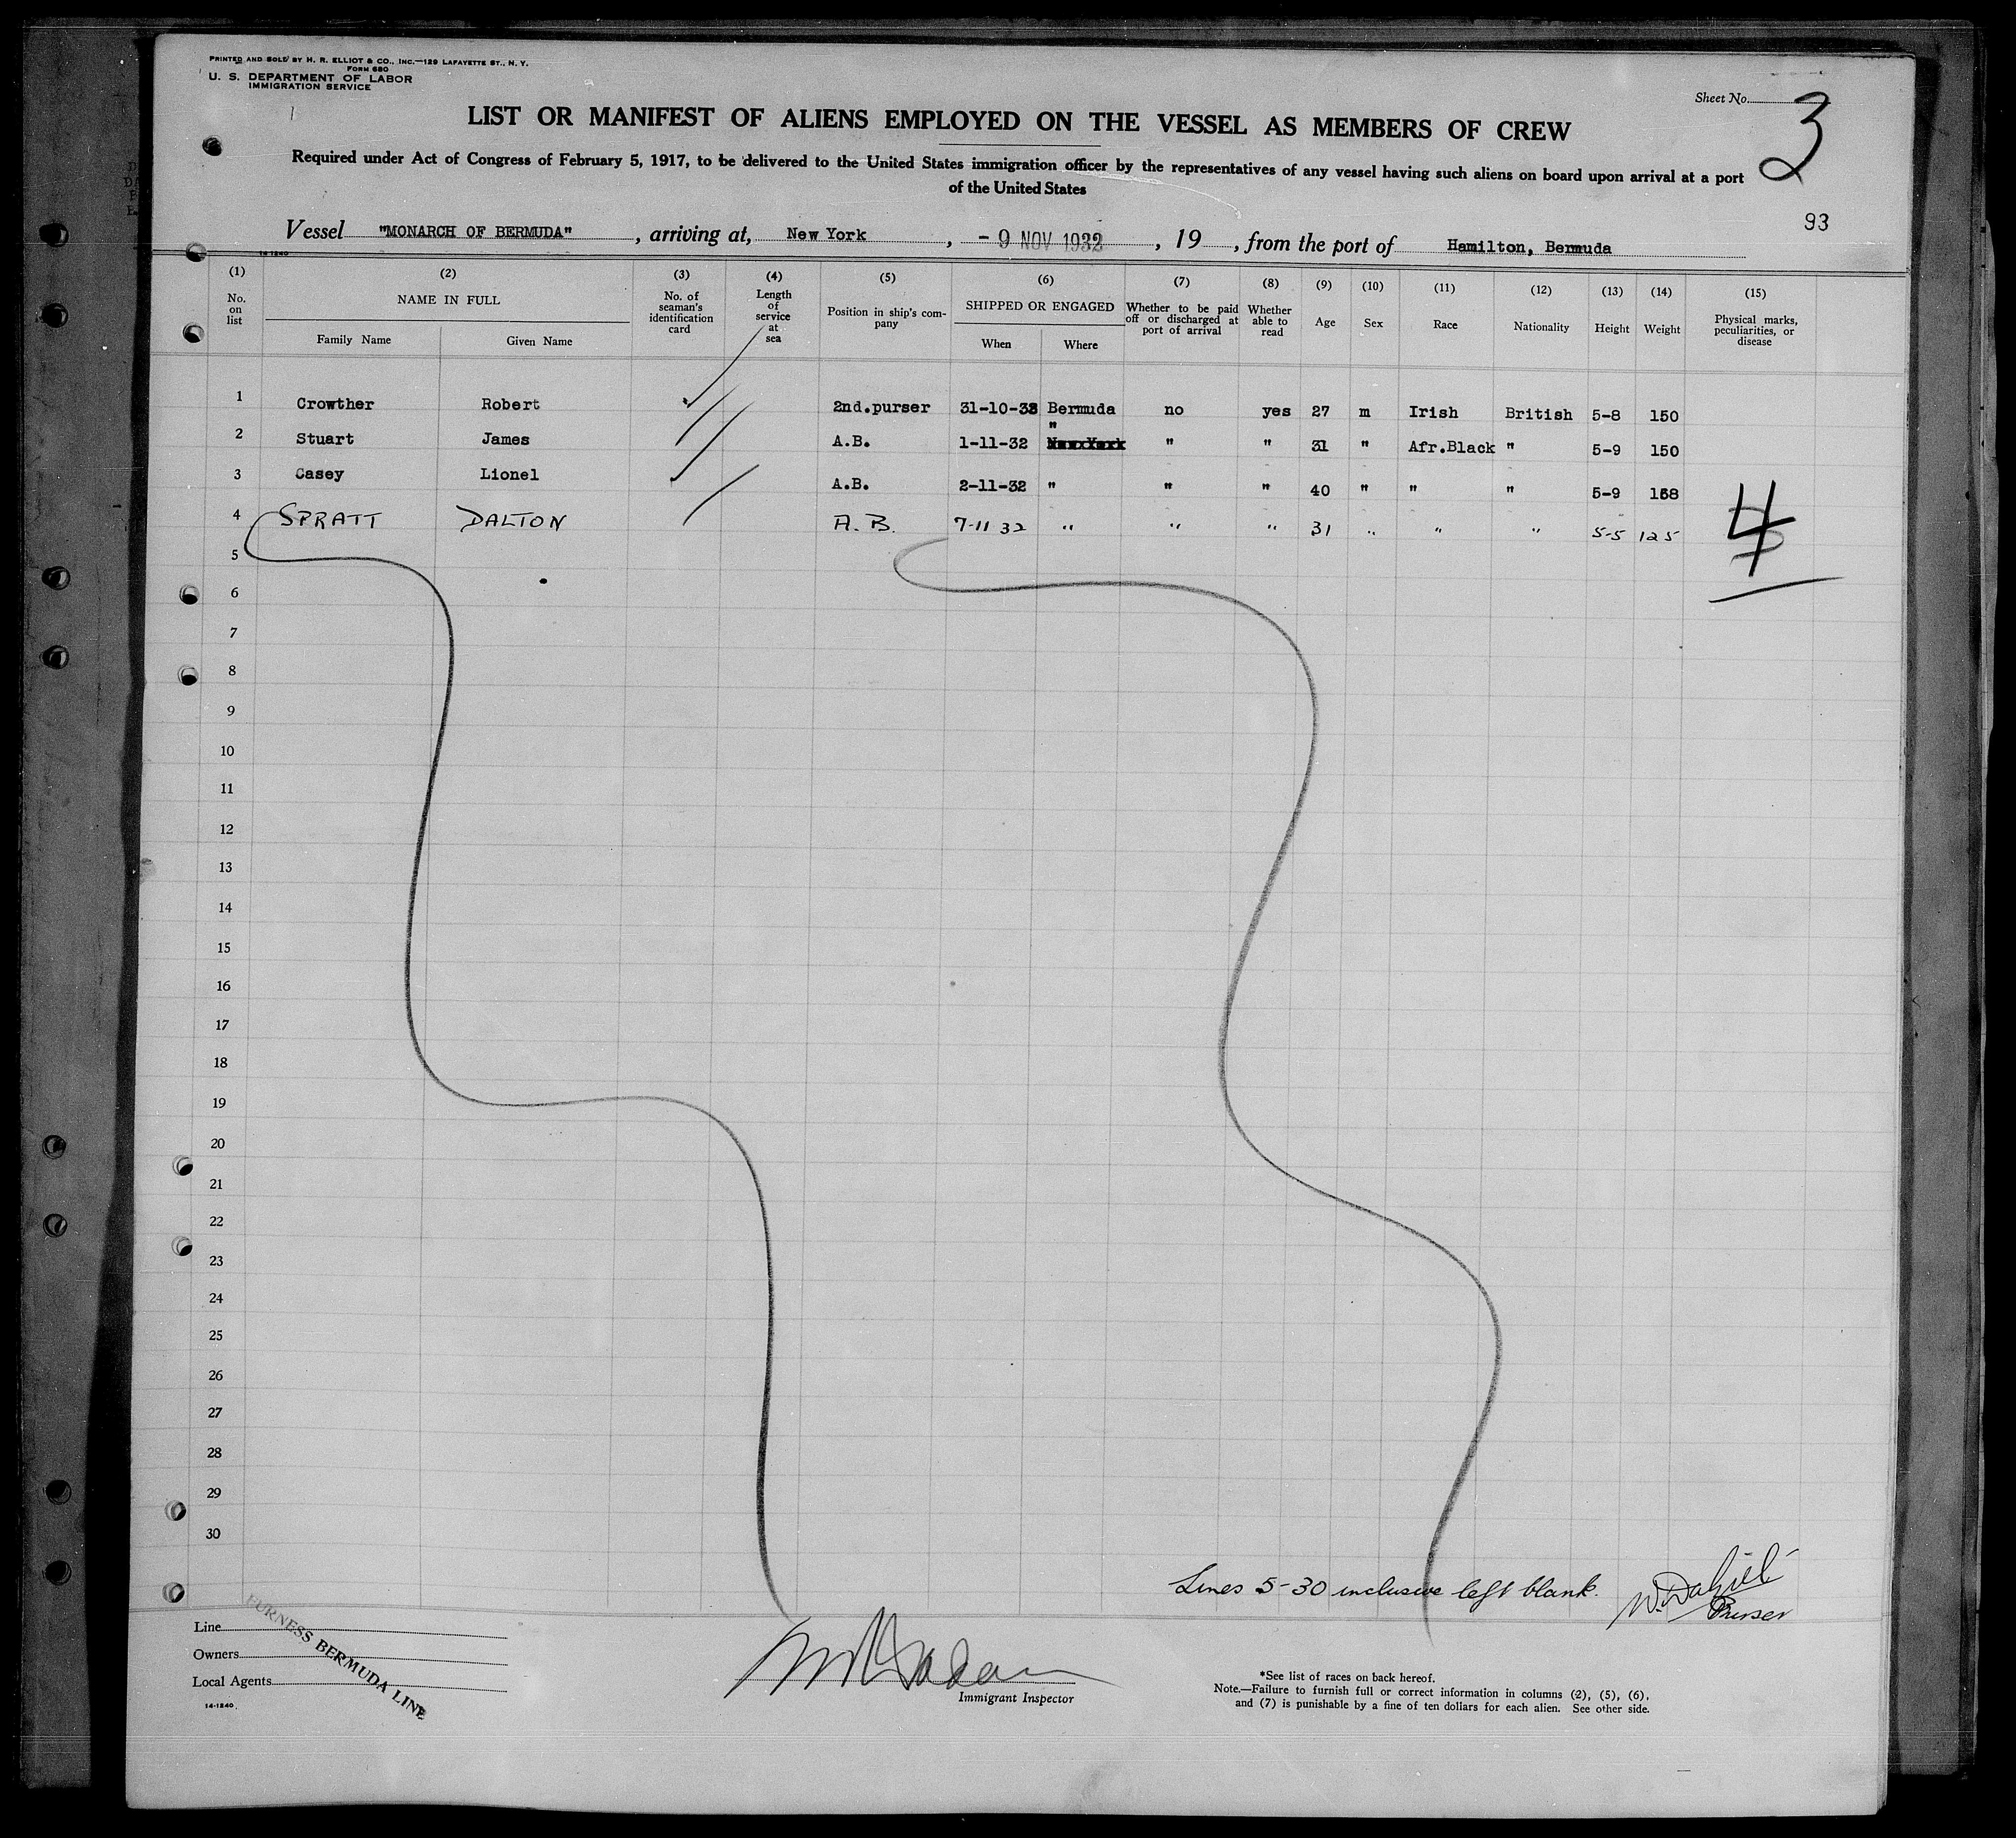 PRINTED AND SOLD BY H. R. ELLIOT & CO., INC.—129 LAFAYETTE ST., N. Y.
FORM 680
U. S. DEPARTMENT OF LABOR
IMMIGRATION SERVICE
Sheet No. 3
LIST OR MANIFEST OF ALIENS EMPLOYED ON THE VESSEL AS MEMBERS OF CREW
Required under Act of Congress of February 5, 1917, to be delivered to the United States immigration officer by the representatives of any vessel having such aliens on board upon arrival at a port
of the United States
93
Vessel "MONARCH OF BERMUDA", arriving at, New York, - 9 NOV 1932, 19, from the port of Hamilton, Bermuda
14-1240
(1) (2) (3) (4) (5) (6) (7) (8) (9) (10) (11) (12) (13) (14) (15)
No. on list
NAME IN FULL
Family Name Given Name
No. of seaman's identification card
Length of service at sea
Position in ship's company
SHIPPED OR ENGAGED
When Where
Whether to be paid off or discharged at port of arrival
Whether able to read
Age
Sex
Race
Nationality
Height
Weight
Physical marks, peculiarities, or disease
1 Crowther Robert 2nd.purser 31-10-32 Bermuda no yes 27 m Irish British 5-8 150
2 Stuart James A.B. 1-11-32 " " " 31 " Afr.Black " 5-9 150
3 Casey Lionel A.B. 2-11-32 " " " 40 " " " 5-9 158
4 SPRATT DALTON A.B. 7-11 32 " " " 31 " " " 5-5 125
4
5
6
7
8
9
10
11
12
13
14
15
16
17
18
19
20
21
22
23
24
25
26
27
28
29
30
Lines 5-30 inclusive left blank.
Purser
Line
Owners
Local Agents
FURNESS BERMUDA LINE
14-1240
Immigrant Inspector
*See list of races on back hereof.
Note.—Failure to furnish full or correct information in columns (2), (5), (6),
and (7) is punishable by a fine of ten dollars for each alien. See other side.